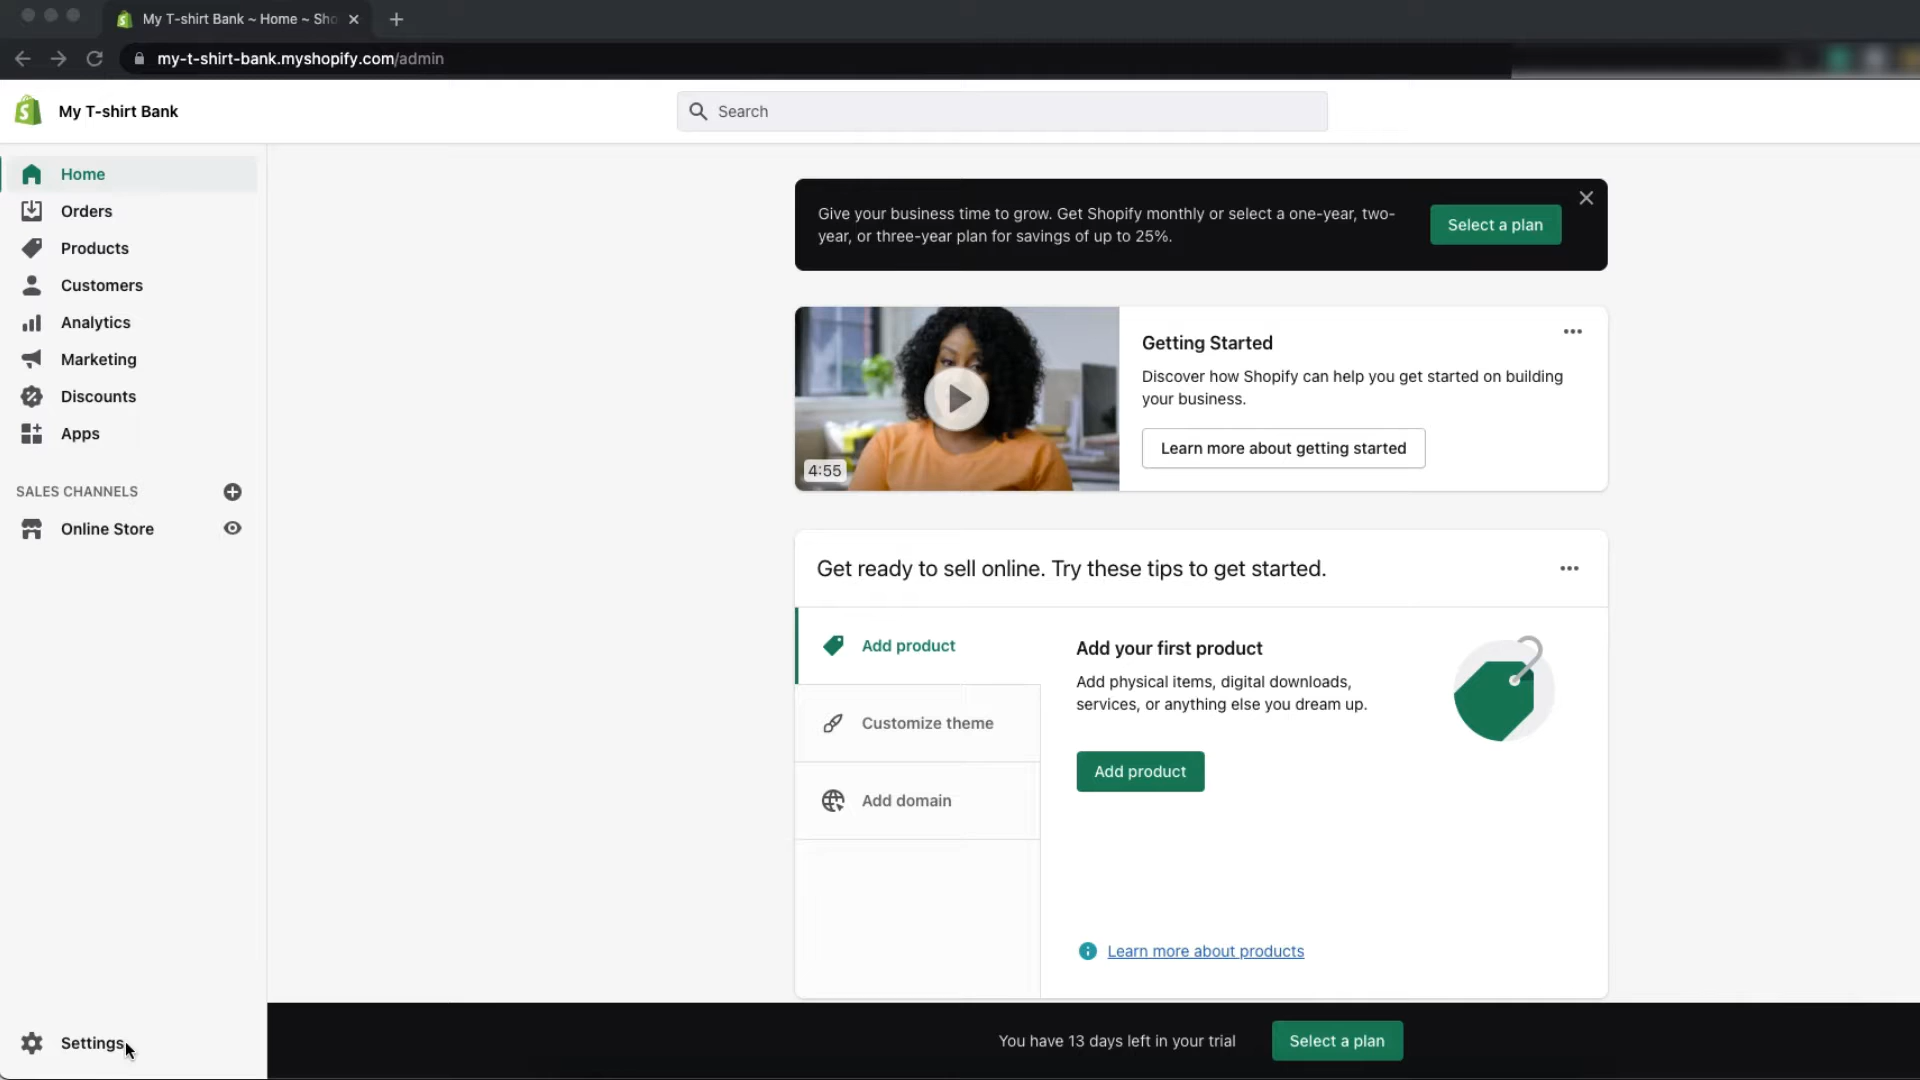 My T-shirt Bank ~ Home ~ Sho
my-t-shirt-bank.myshopify.com/admin
My T-shirt Bank
Search
Home
Orders
Products
Customers
Analytics
Marketing
Discounts
Apps
SALES CHANNELS
Online Store
Settings
Give your business time to grow. Get Shopify monthly or select a one-year, two-
year, or three-year plan for savings of up to 25%.
Select a plan
4:55
Getting Started
Discover how Shopify can help you get started on building
your business.
Learn more about getting started
Get ready to sell online. Try these tips to get started.
Add product
Customize theme
Add domain
Add your first product
Add physical items, digital downloads,
services, or anything else you dream up.
Add product
Learn more about products
You have 13 days left in your trial
Select a plan